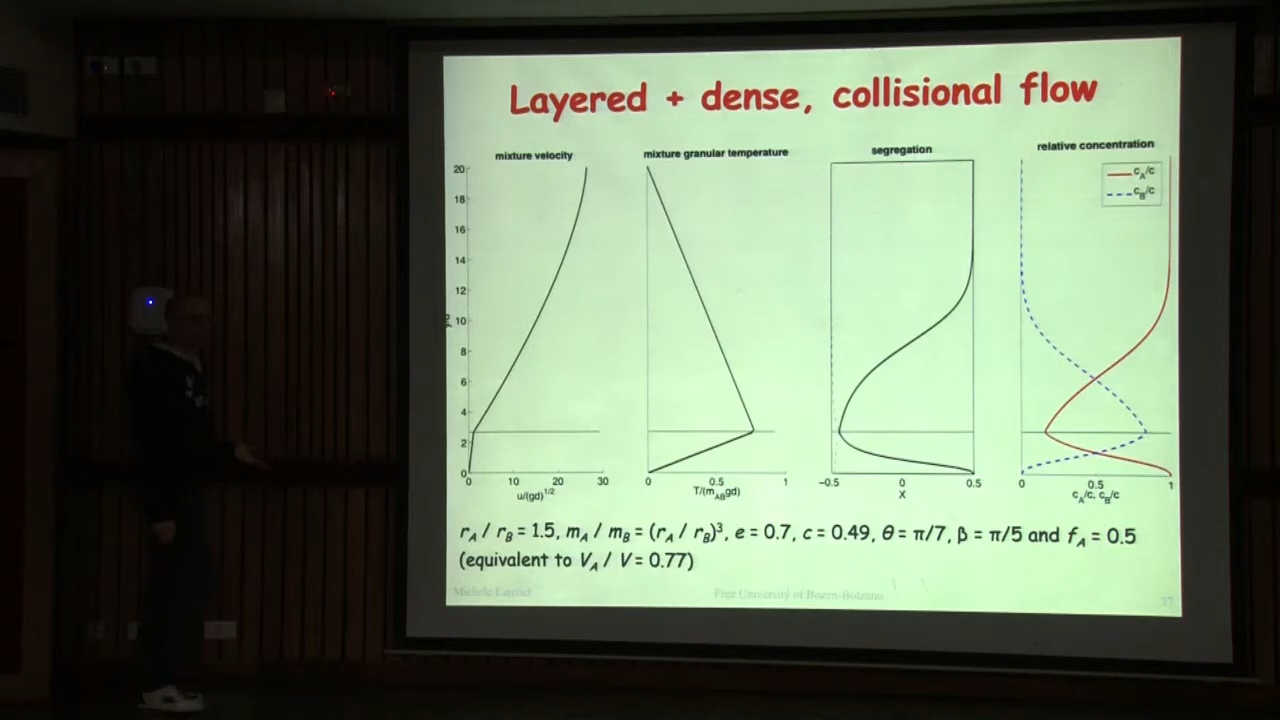 Layered + dense, collisional flow
mixture velocity
mixture granular temperature
segregation
relative concentration
20
18
16
14
12
10
8
6
4
2
0
0 10 20 30
u/(gd)^1/2
0 0.5 1
T/(m_AB gd)
-0.5 0 0.5
X
c_A/c
c_B/c
0 0.5 1
c_A/c, c_B/c
r_A / r_B = 1.5, m_A / m_B = (r_A / r_B)³, e = 0.7, c = 0.49, θ = π/7, β = π/5 and f_A = 0.5
(equivalent to V_A / V = 0.77)
Michele Larcher
Free University of Bozen-Bolzano